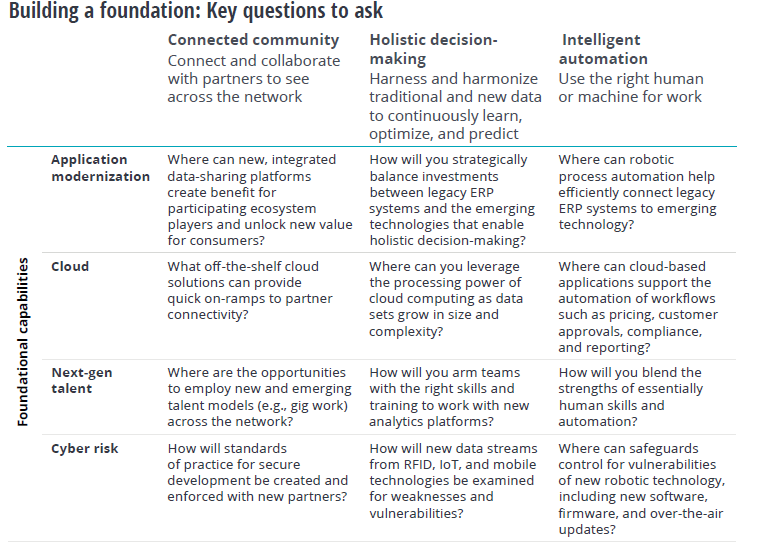 Building a foundation: Key questions to ask
Connected community
Connect and collaborate
with partners to see
across the network
Holistic decision-
making
Harness and harmonize
traditional and new data
to continuously learn,
optimize, and predict
Intelligent
automation
Use the right human
or machine for work
Foundational capabilities
Application
modernization
Where can new, integrated
data-sharing platforms
create benefit for
participating ecosystem
players and unlock new value
for consumers?
How will you strategically
balance investments
between legacy ERP
systems and the emerging
technologies that enable
holistic decision-making?
Where can robotic
process automation help
efficiently connect legacy
ERP systems to emerging
technology?
Cloud
What off-the-shelf cloud
solutions can provide
quick on-ramps to partner
connectivity?
Where can you leverage
the processing power of
cloud computing as data
sets grow in size and
complexity?
Where can cloud-based
applications support the
automation of workflows
such as pricing, customer
approvals, compliance,
and reporting?
Next-gen
talent
Where are the opportunities
to employ new and emerging
talent models (e.g., gig work)
across the network?
How will you arm teams
with the right skills and
training to work with new
analytics platforms?
How will you blend the
strengths of essentially
human skills and
automation?
Cyber risk
How will standards
of practice for secure
development be created and
enforced with new partners?
How will new data streams
from RFID, IoT, and mobile
technologies be examined
for weaknesses and
vulnerabilities?
Where can safeguards
control for vulnerabilities
of new robotic technology,
including new software,
firmware, and over-the-air
updates?